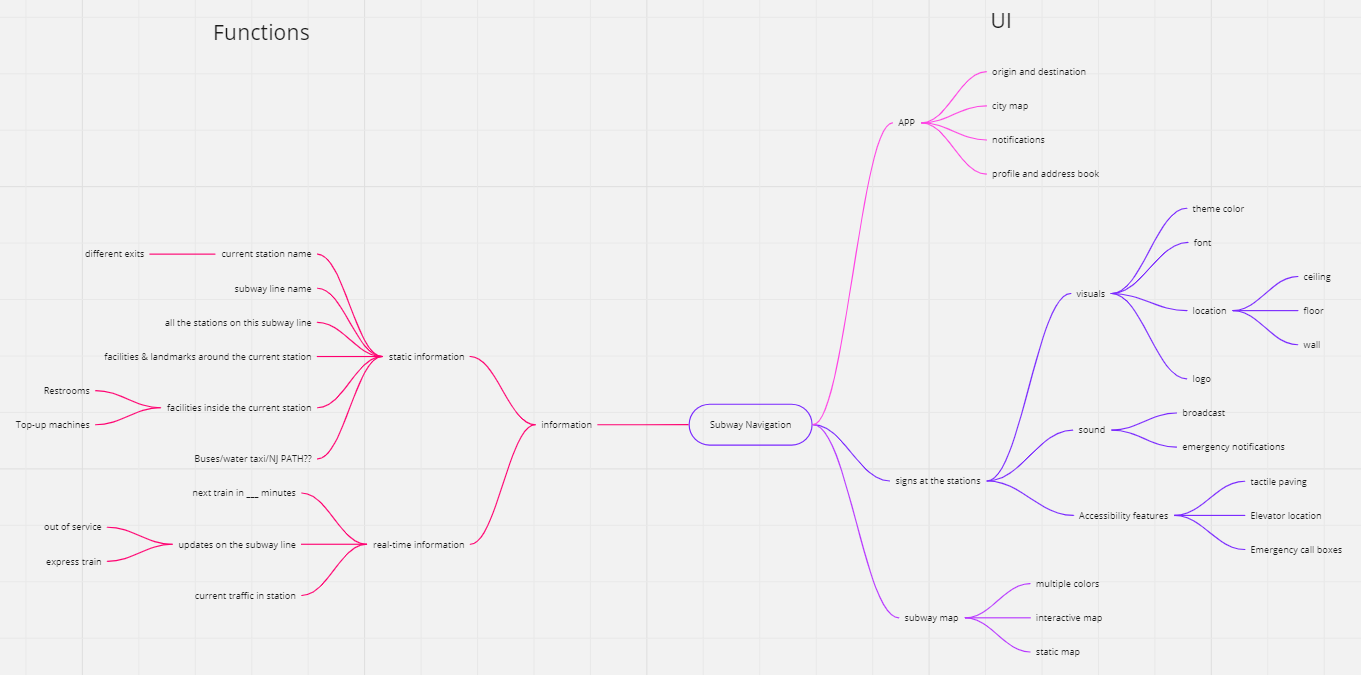 Functions
UI
origin and destination
city map
APP
notifications
profile and address book
theme color
font
visuals
location
ceiling
floor
wall
logo
different exits
current station name
subway line name
all the stations on this subway line
facilities & landmarks around the current station
static information
Restrooms
facilities inside the current station
Top-up machines
Buses/water taxi/NJ PATH??
information
Subway Navigation
next train in ___ minutes
out of service
updates on the subway line
express train
real-time information
current traffic in station
broadcast
sound
emergency notifications
signs at the stations
tactile paving
Accessibility features
Elevator location
Emergency call boxes
multiple colors
subway map
interactive map
static map